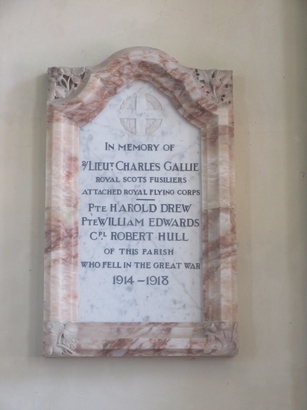 IN MEMORY OF
2/LIEUT CHARLES GALLIE
ROYAL SCOTS FUSILIERS
ATTACHED ROYAL FLYING CORPS
PTE HAROLD DREW
PTE WILLIAM EDWARDS
CPL ROBERT HULL
OF THIS PARISH
WHO FELL IN THE GREAT WAR
1914-1918